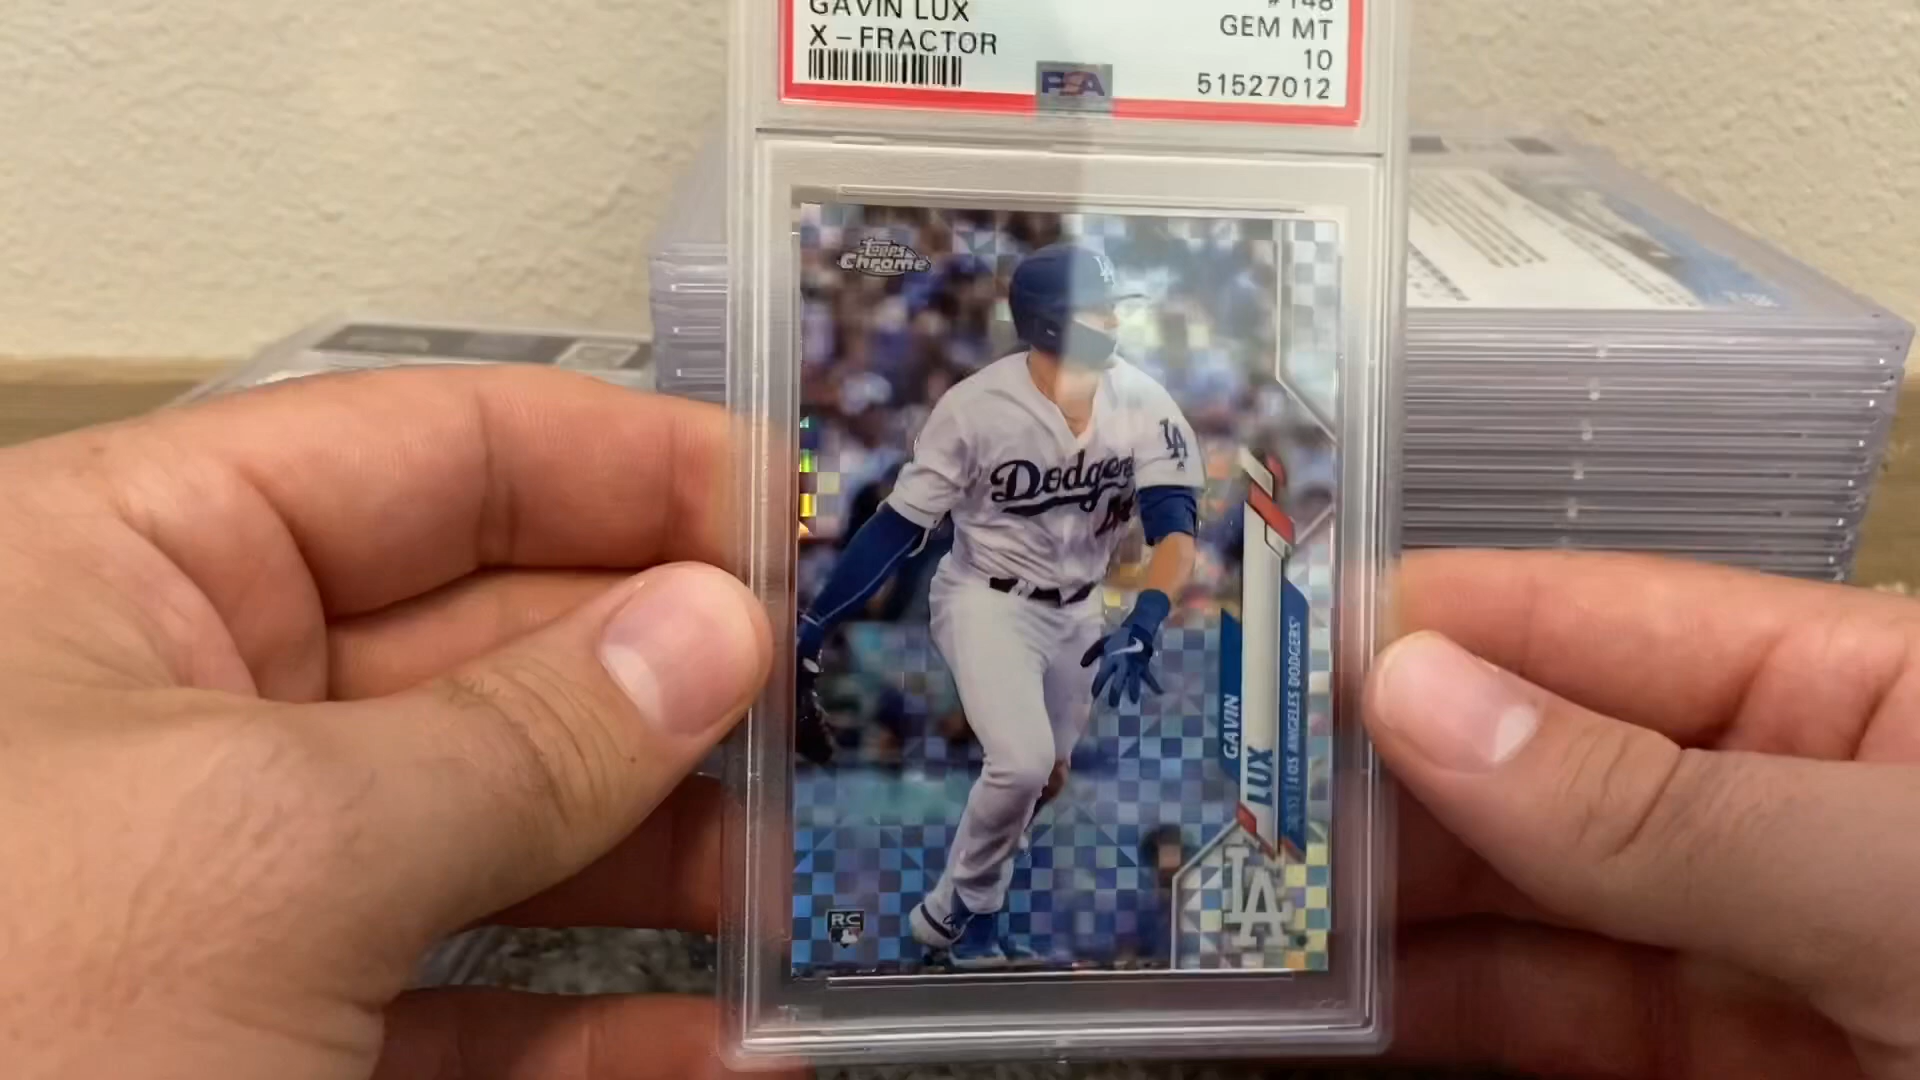 GAVIN LUX
X-FRACTOR
#148
GEM MT
10
51527012
PSA
Topps
Chrome
LA
LA
Dodgers
GAVIN
LUX
LOS ANGELES DODGERS
RC
LA